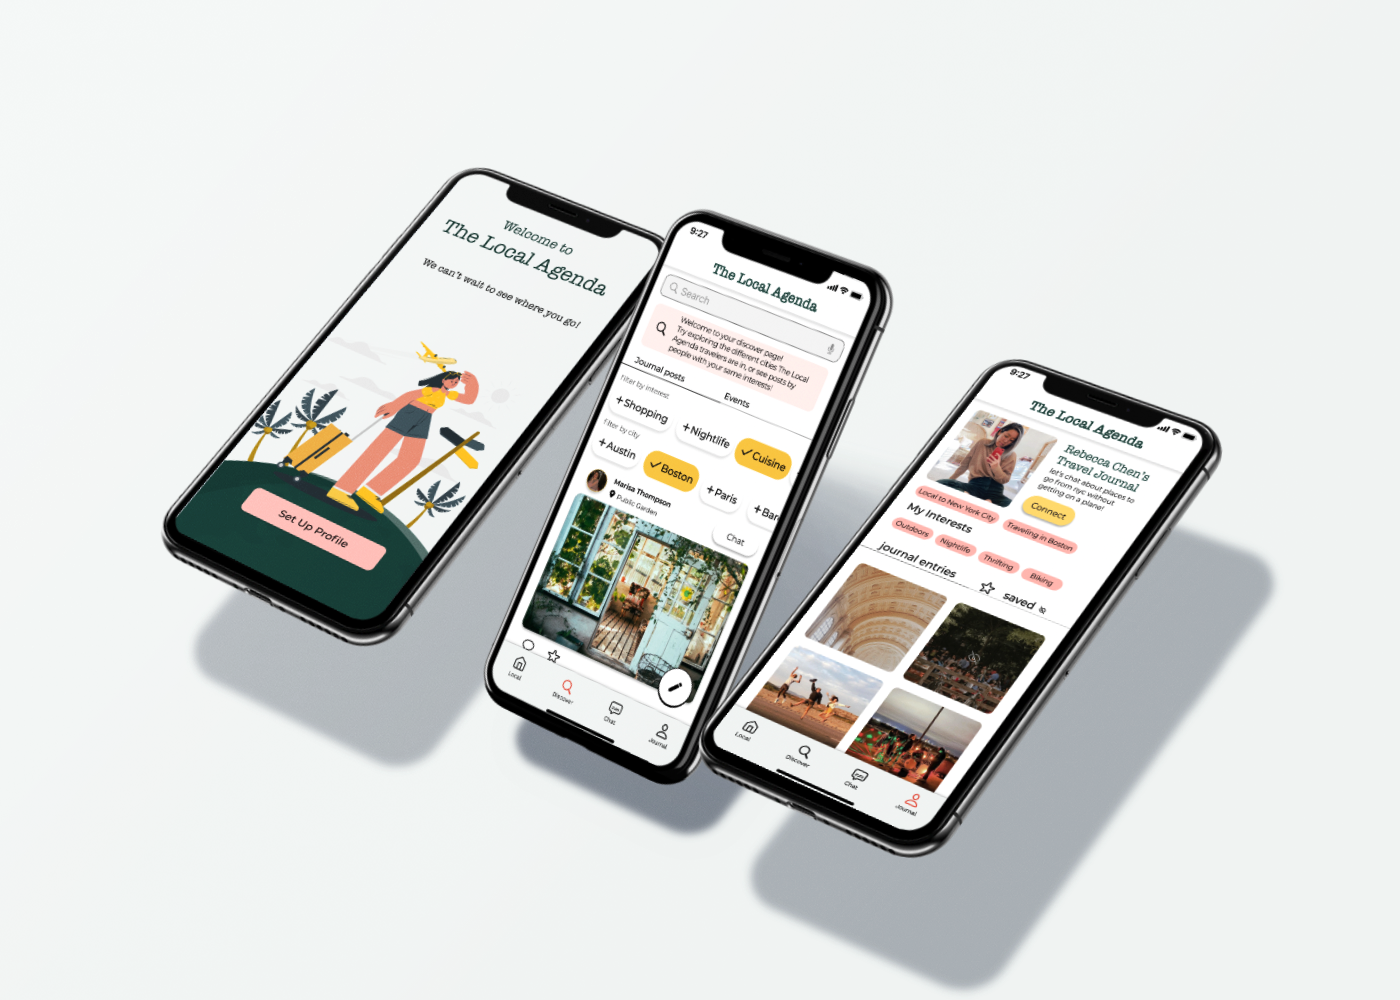 Welcome to
The Local Agenda
We can't wait to see where you go!
Set Up Profile
9:27
The Local Agenda
Search
Welcome to your discover page!
Try exploring the different cities The Local
Agenda travelers are in, or see posts by
people with your same interests!
Journal posts
Events
filter by interest
+Shopping
+Nightlife
Cuisine
filter by city
+Austin
Boston
+Paris
+Bar
Marisa Thompson
Public Garden
Chat
Local
Discover
Chat
Journal
9:27
The Local Agenda
Rebecca Chen's
Travel Journal
let's chat about places to
go from nyc without
getting on a plane!
Connect
Local to New York City
Traveling in Boston
My Interests
Outdoors
Nightlife
Thrifting
Biking
journal entries
saved
Local
Discover
Chat
Journal